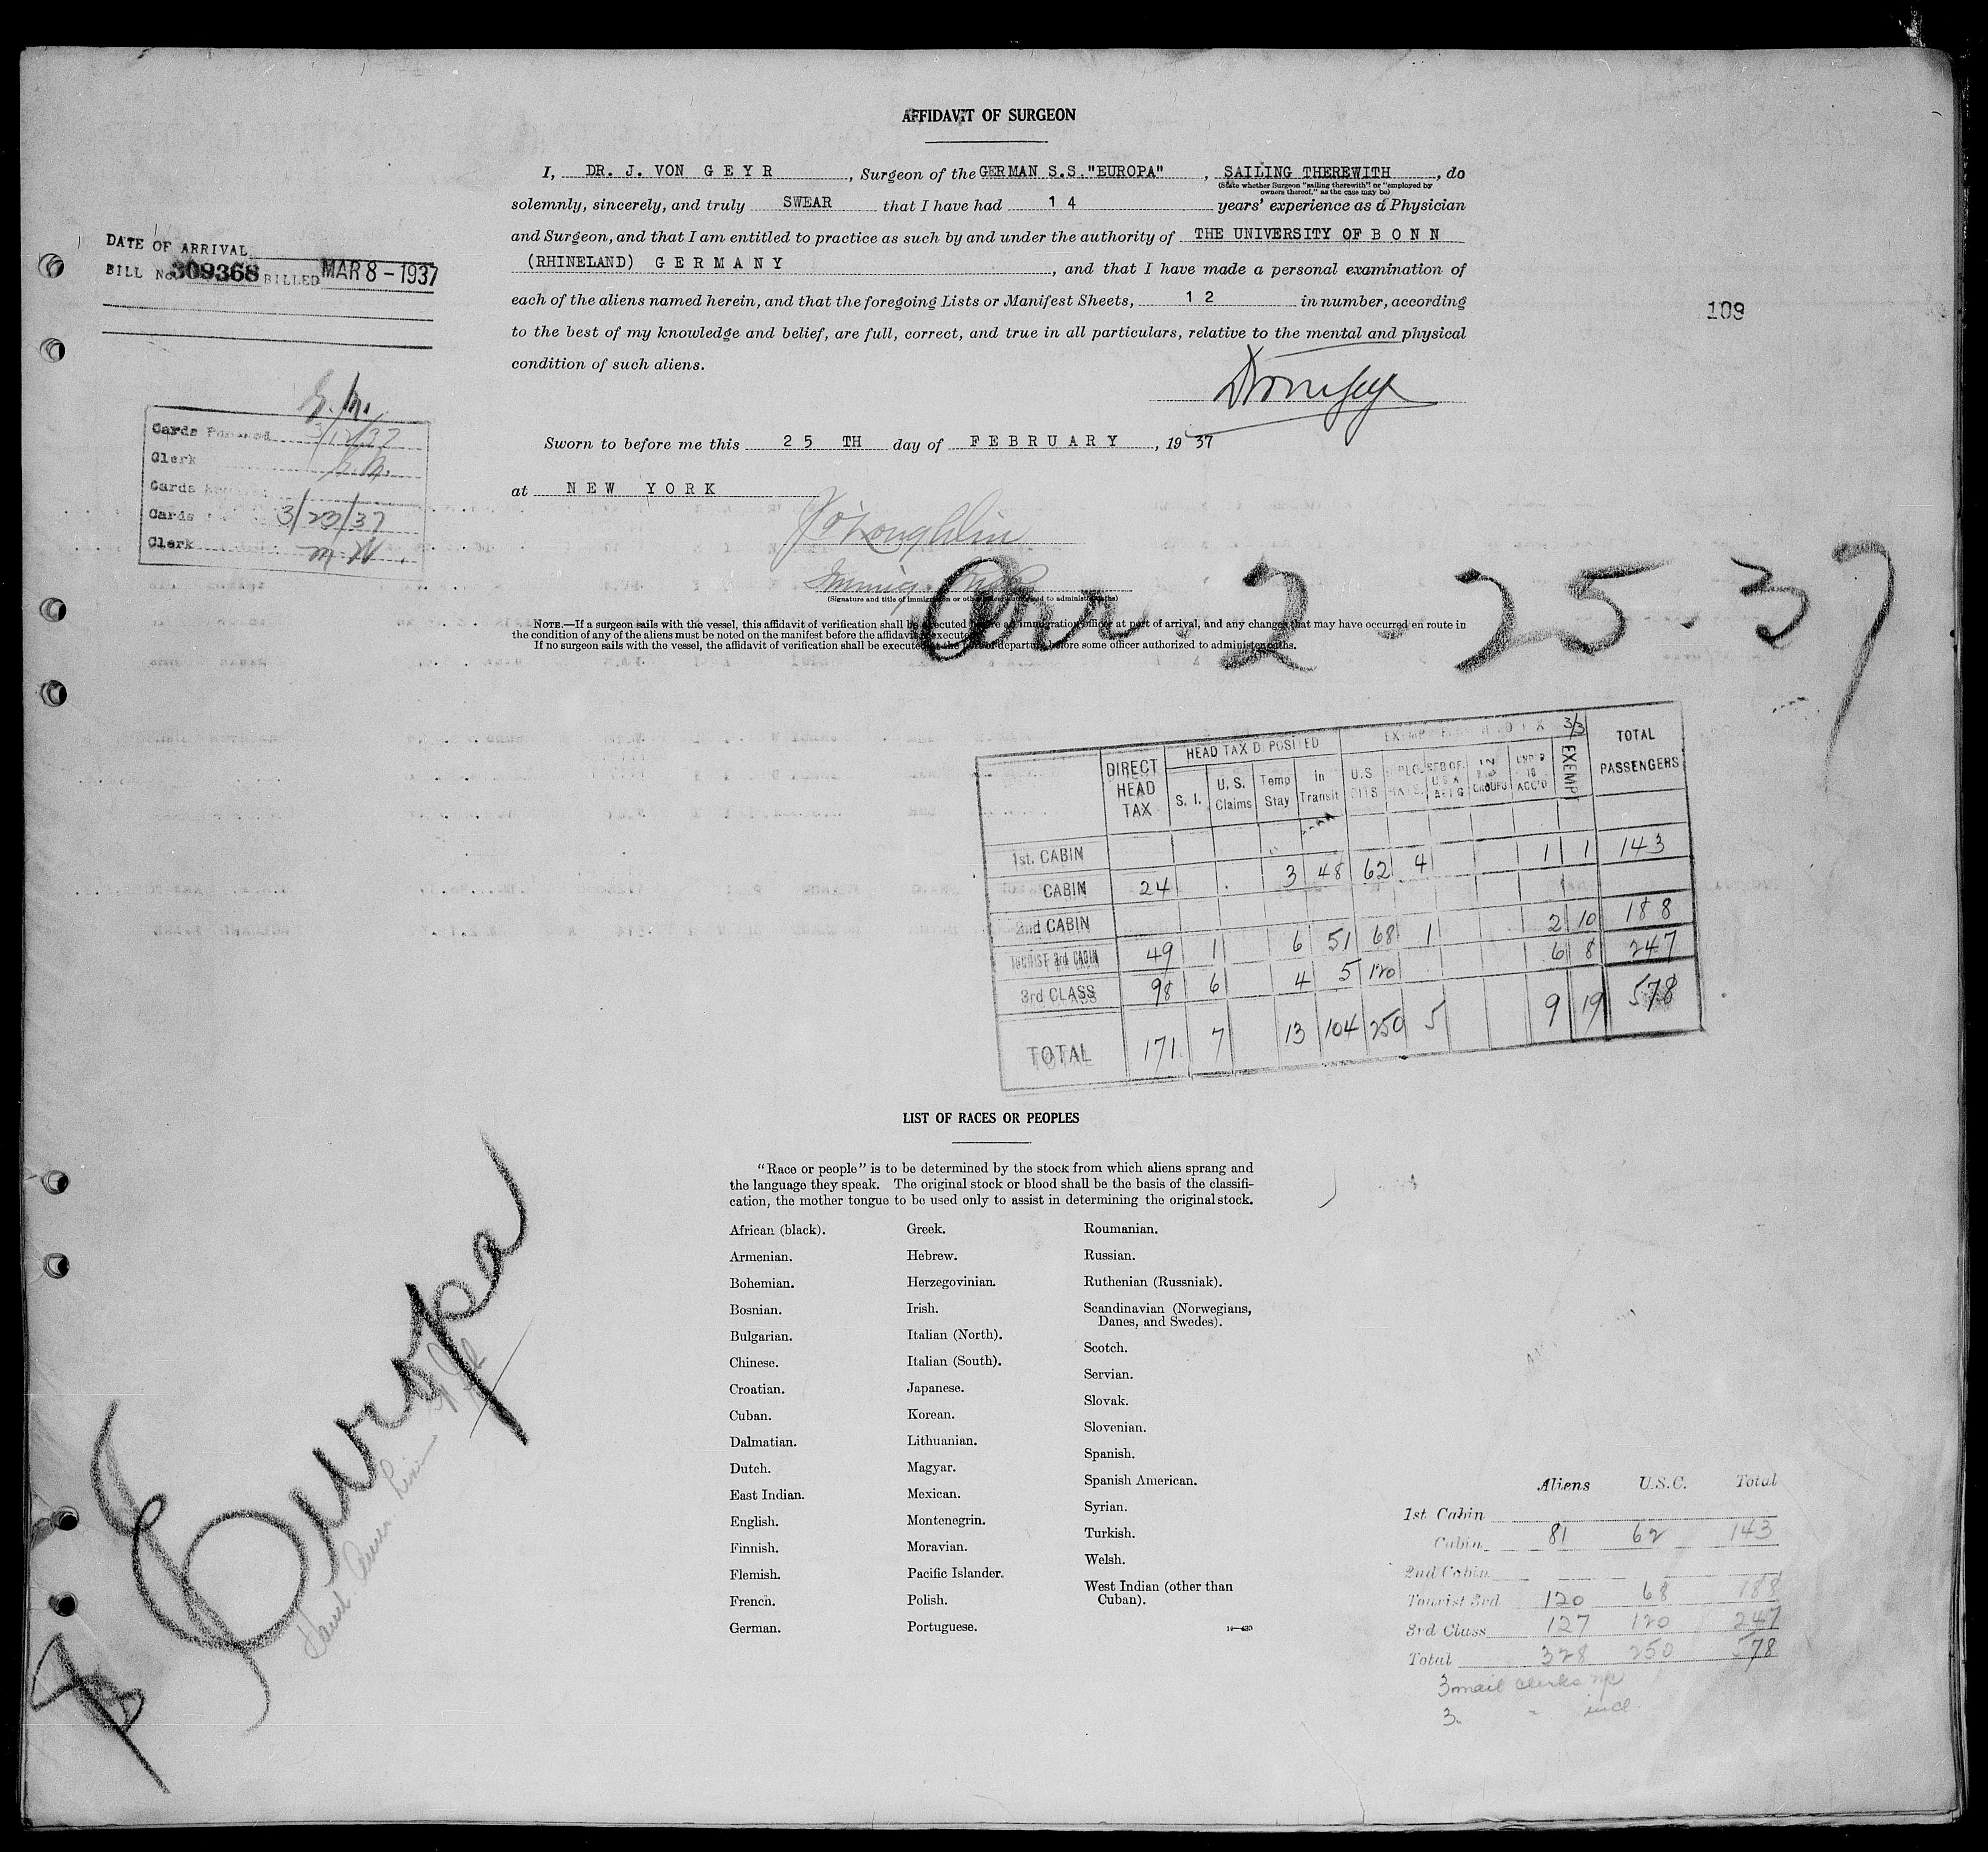 AFFIDAVIT OF SURGEON
I, DR. J. VON G E Y R, Surgeon of the GERMAN S.S."EUROPA", SAILING THEREWITH, do
(State whether Surgeon "sailing therewith" or "employed by
owners thereof," as the case may be)
solemnly, sincerely, and truly SWEAR that I have had 1 4 years' experience as a Physician
and Surgeon, and that I am entitled to practice as such by and under the authority of THE UNIVERSITY OF B O N N
(RHINELAND) G E R M A N Y, and that I have made a personal examination of
each of the aliens named herein, and that the foregoing Lists or Manifest Sheets, 1 2 in number, according
to the best of my knowledge and belief, are full, correct, and true in all particulars, relative to the mental and physical
condition of such aliens.
Sworn to before me this 2 5 TH day of F E B R U A R Y, 19 37
at N E W Y O R K
O'Loughlin
Immig.
(Signature and title of immigration or other officer authorized to administer oaths)
NOTE.—If a surgeon sails with the vessel, this affidavit of verification shall be executed before an immigration officer at port of arrival, and any changes that may have occurred en route in
the condition of any of the aliens must be noted on the manifest before the affidavit is executed.
If no surgeon sails with the vessel, the affidavit of verification shall be executed at the port of departure before some officer authorized to administer oaths.
Arr. 2-25-37
DATE OF ARRIVAL
BILL No. 309368 BILLED MAR 8-1937
109
Cards 3/12/37
Clerk
Cards
Cards 3/23/37
Clerk
DIRECT HEAD TAX
HEAD TAX DEPOSITED
S. I. U. S. Claims Temp Stay in Transit
U.S. EXEMPT 3/3
TOTAL PASSENGERS
1st. CABIN
CABIN 24 3 48 62 4 1 1 143
2nd CABIN
TOURIST 3rd CABIN 49 1 6 51 68 1 2 10 188
3rd CLASS 98 6 4 5 120 6 8 247
TOTAL 171 7 13 104 250 5 9 19 578
LIST OF RACES OR PEOPLES
"Race or people" is to be determined by the stock from which aliens sprang and
the language they speak. The original stock or blood shall be the basis of the classifi-
cation, the mother tongue to be used only to assist in determining the original stock.
African (black).
Armenian.
Bohemian.
Bosnian.
Bulgarian.
Chinese.
Croatian.
Cuban.
Dalmatian.
Dutch.
East Indian.
English.
Finnish.
Flemish.
French.
German.
Greek.
Hebrew.
Herzegovinian.
Irish.
Italian (North).
Italian (South).
Japanese.
Korean.
Lithuanian.
Magyar.
Mexican.
Montenegrin.
Moravian.
Pacific Islander.
Polish.
Portuguese.
Roumanian.
Russian.
Ruthenian (Russniak).
Scandinavian (Norwegians,
Danes, and Swedes).
Scotch.
Servian.
Slovak.
Slovenian.
Spanish.
Spanish American.
Syrian.
Turkish.
Welsh.
West Indian (other than
Cuban).
Europa
Aliens U.S.C. Total
1st Cabin
Cabin 81 62 143
2nd Cabin
Tourist 3rd 120 68 188
3rd Class 127 120 247
Total 328 250 578
3 mail clerks
3 " incl.